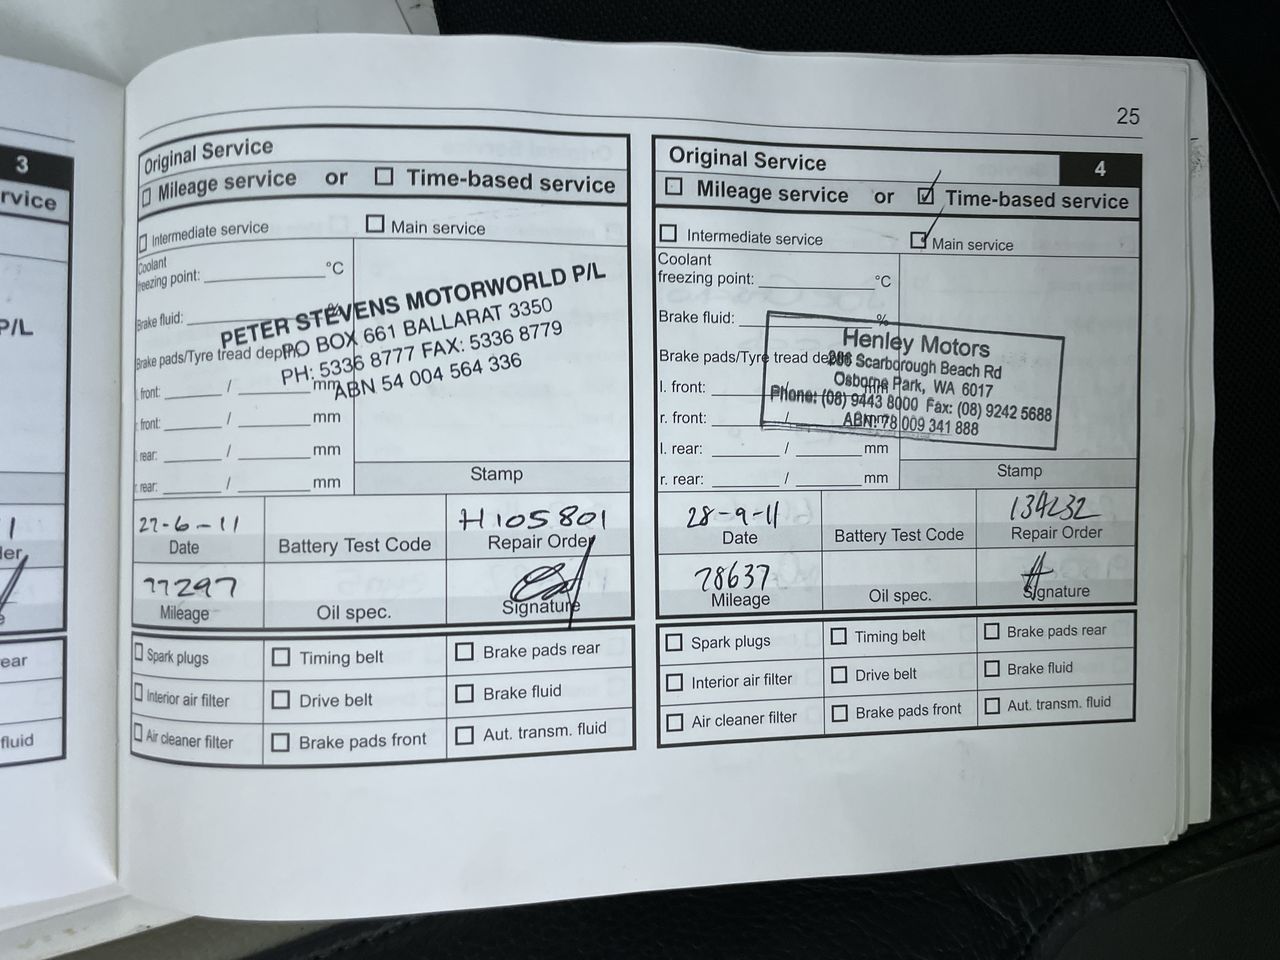 25
3
rvice
P/L
1
der
e
ear
fluid
Original Service
Mileage service or Time-based service
Intermediate service Main service
Coolant
freezing point: °C
Brake fluid: %
Brake pads/Tyre tread depth
PETER STEVENS MOTORWORLD P/L
PO BOX 661 BALLARAT 3350
PH: 5336 8777 FAX: 5336 8779
ABN 54 004 564 336
l. front: / mm
r. front: / mm
l. rear: / mm
r. rear: / mm
Stamp
27-6-11 H105801
Date Battery Test Code Repair Order
77297
Mileage Oil spec. Signature
Spark plugs Timing belt Brake pads rear
Interior air filter Drive belt Brake fluid
Air cleaner filter Brake pads front Aut. transm. fluid
Original Service 4
Mileage service or Time-based service
Intermediate service Main service
Coolant
freezing point: °C
Brake fluid: %
Brake pads/Tyre tread depth
Henley Motors
286 Scarborough Beach Rd
Osborne Park, WA 6017
Phone: (08) 9443 8000 Fax: (08) 9242 5688
ABN: 78 009 341 888
l. front: / mm
r. front: / mm
l. rear: / mm
r. rear: / mm
Stamp
28-9-11 134232
Date Battery Test Code Repair Order
78637
Mileage Oil spec. Signature
Spark plugs Timing belt Brake pads rear
Interior air filter Drive belt Brake fluid
Air cleaner filter Brake pads front Aut. transm. fluid